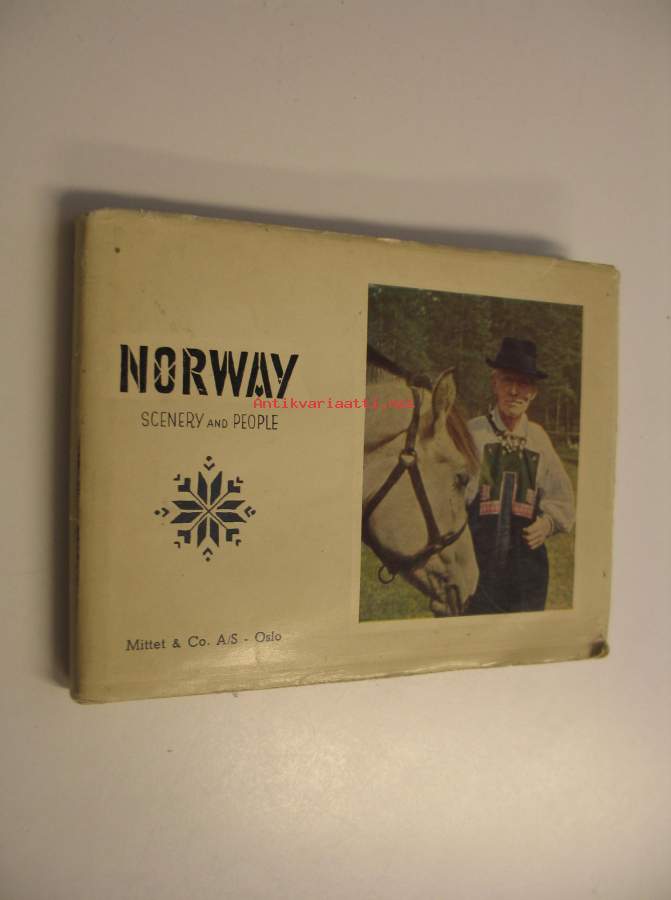 NORWAY
Antikvariaatti.net
SCENERY AND PEOPLE
Mittet & Co. A/S - Oslo